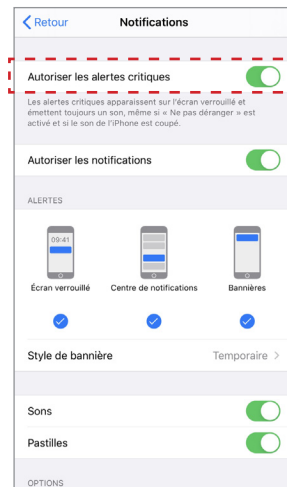 Retour Notifications
Autoriser les alertes critiques
Les alertes critiques apparaissent sur l'écran
verrouillé et
émettent toujours un son, même si « Ne pas
déranger » est
activé et si le son de l'iPhone est coupé.
Autoriser les notifications
ALERTES
09:41
Écran verrouillé Centre de notifications Bannières
Style de bannière Temporaire
Sons
Pastilles
OPTIONS